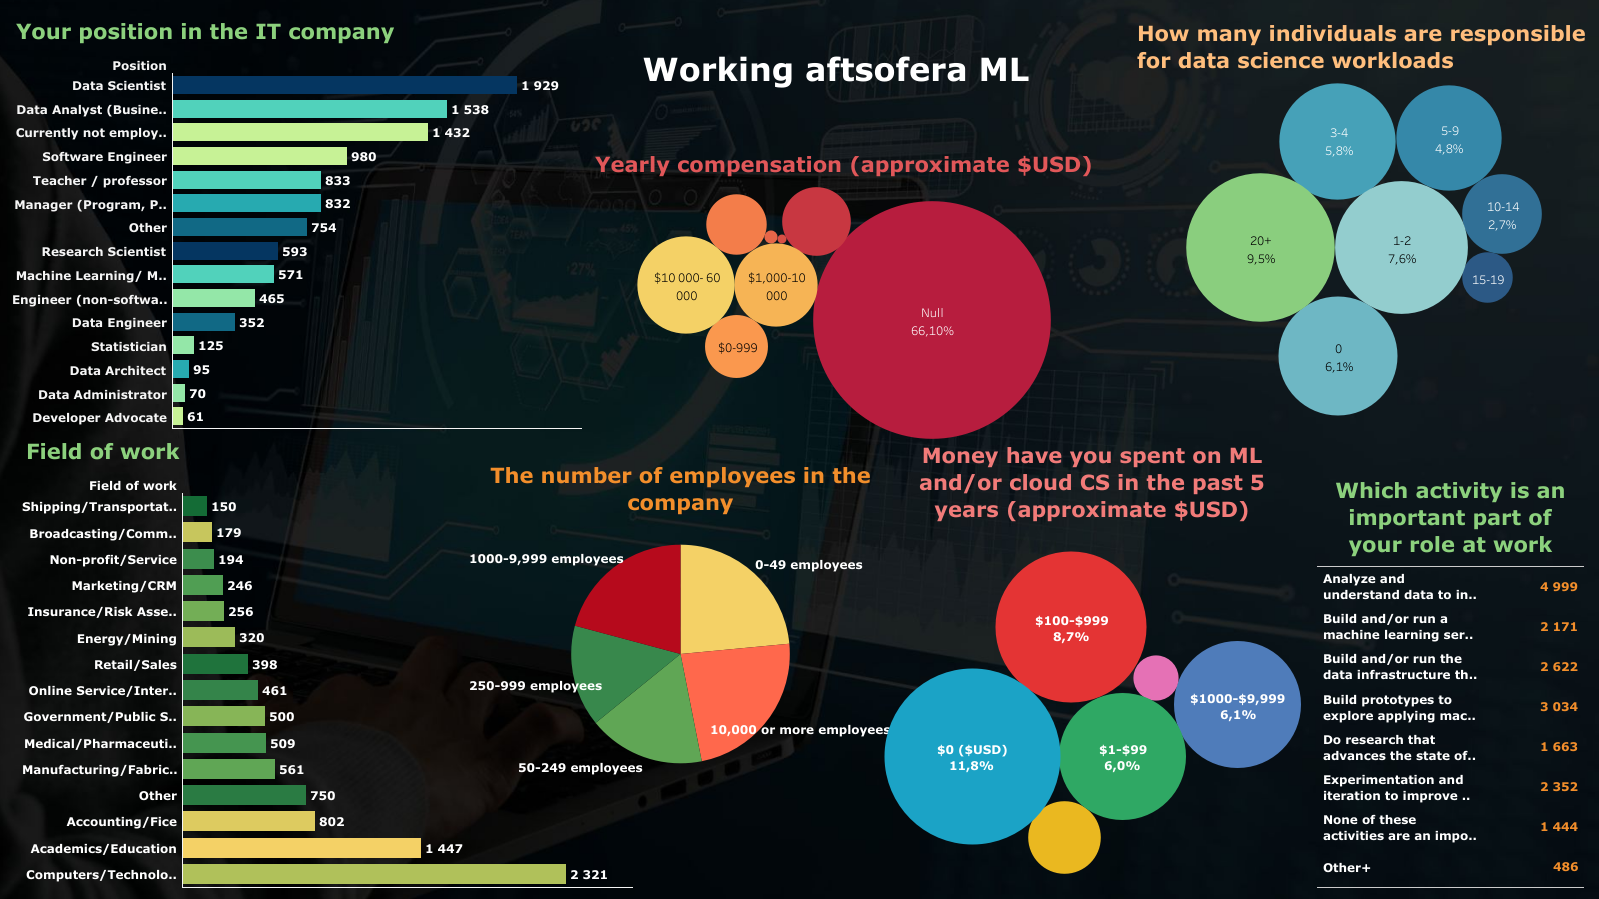 Your position in the IT company
Position
Data Scientist 1 929
Data Analyst (Busine.. 1 538
Currently not employ.. 1 432
Software Engineer 980
Teacher / professor 833
Manager (Program, P.. 832
Other 754
Research Scientist 593
Machine Learning/ M.. 571
Engineer (non-softwa.. 465
Data Engineer 352
Statistician 125
Data Architect 95
Data Administrator 70
Developer Advocate 61
Working aftsofera ML
Yearly compensation (approximate $USD)
$10 000- 60
000
$1,000-10
000
$0-999
Null
66,10%
How many individuals are responsible
for data science workloads
3-4
5,8%
5-9
4,8%
10-14
2,7%
20+
9,5%
1-2
7,6%
15-19
0
6,1%
Field of work
Field of work
Shipping/Transportat.. 150
Broadcasting/Comm.. 179
Non-profit/Service 194
Marketing/CRM 246
Insurance/Risk Asse.. 256
Energy/Mining 320
Retail/Sales 398
Online Service/Inter.. 461
Government/Public S.. 500
Medical/Pharmaceuti.. 509
Manufacturing/Fabric.. 561
Other 750
Accounting/Fice 802
Academics/Education 1 447
Computers/Technolo.. 2 321
The number of employees in the
company
1000-9,999 employees
0-49 employees
250-999 employees
10,000 or more employees
50-249 employees
Money have you spent on ML
and/or cloud CS in the past 5
years (approximate $USD)
$100-$999
8,7%
$1000-$9,999
6,1%
$0 ($USD)
11,8%
$1-$99
6,0%
Which activity is an
important part of
your role at work
Analyze and
understand data to in.. 4 999
Build and/or run a
machine learning ser.. 2 171
Build and/or run the
data infrastructure th.. 2 622
Build prototypes to
explore applying mac.. 3 034
Do research that
advances the state of.. 1 663
Experimentation and
iteration to improve .. 2 352
None of these
activities are an impo.. 1 444
Other+ 486